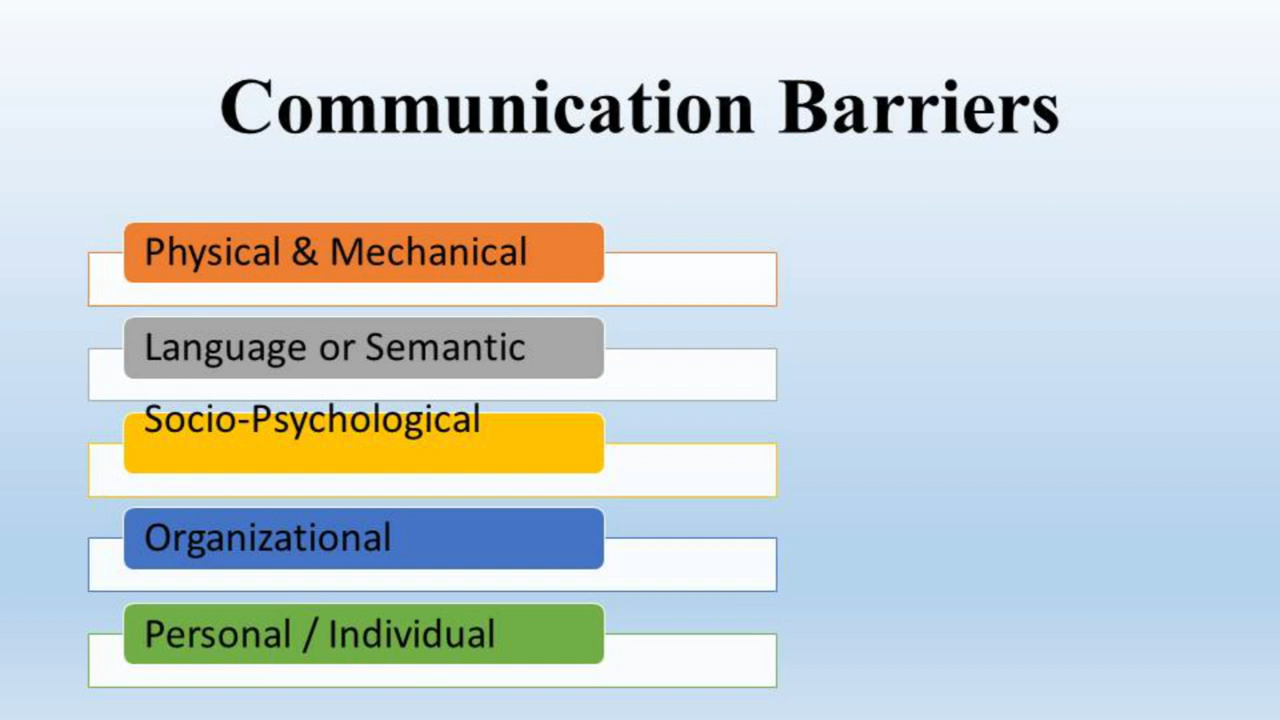 Communication Barriers
Physical & Mechanical
Language or Semantic
Socio-Psychological
Organizational
Personal / Individual